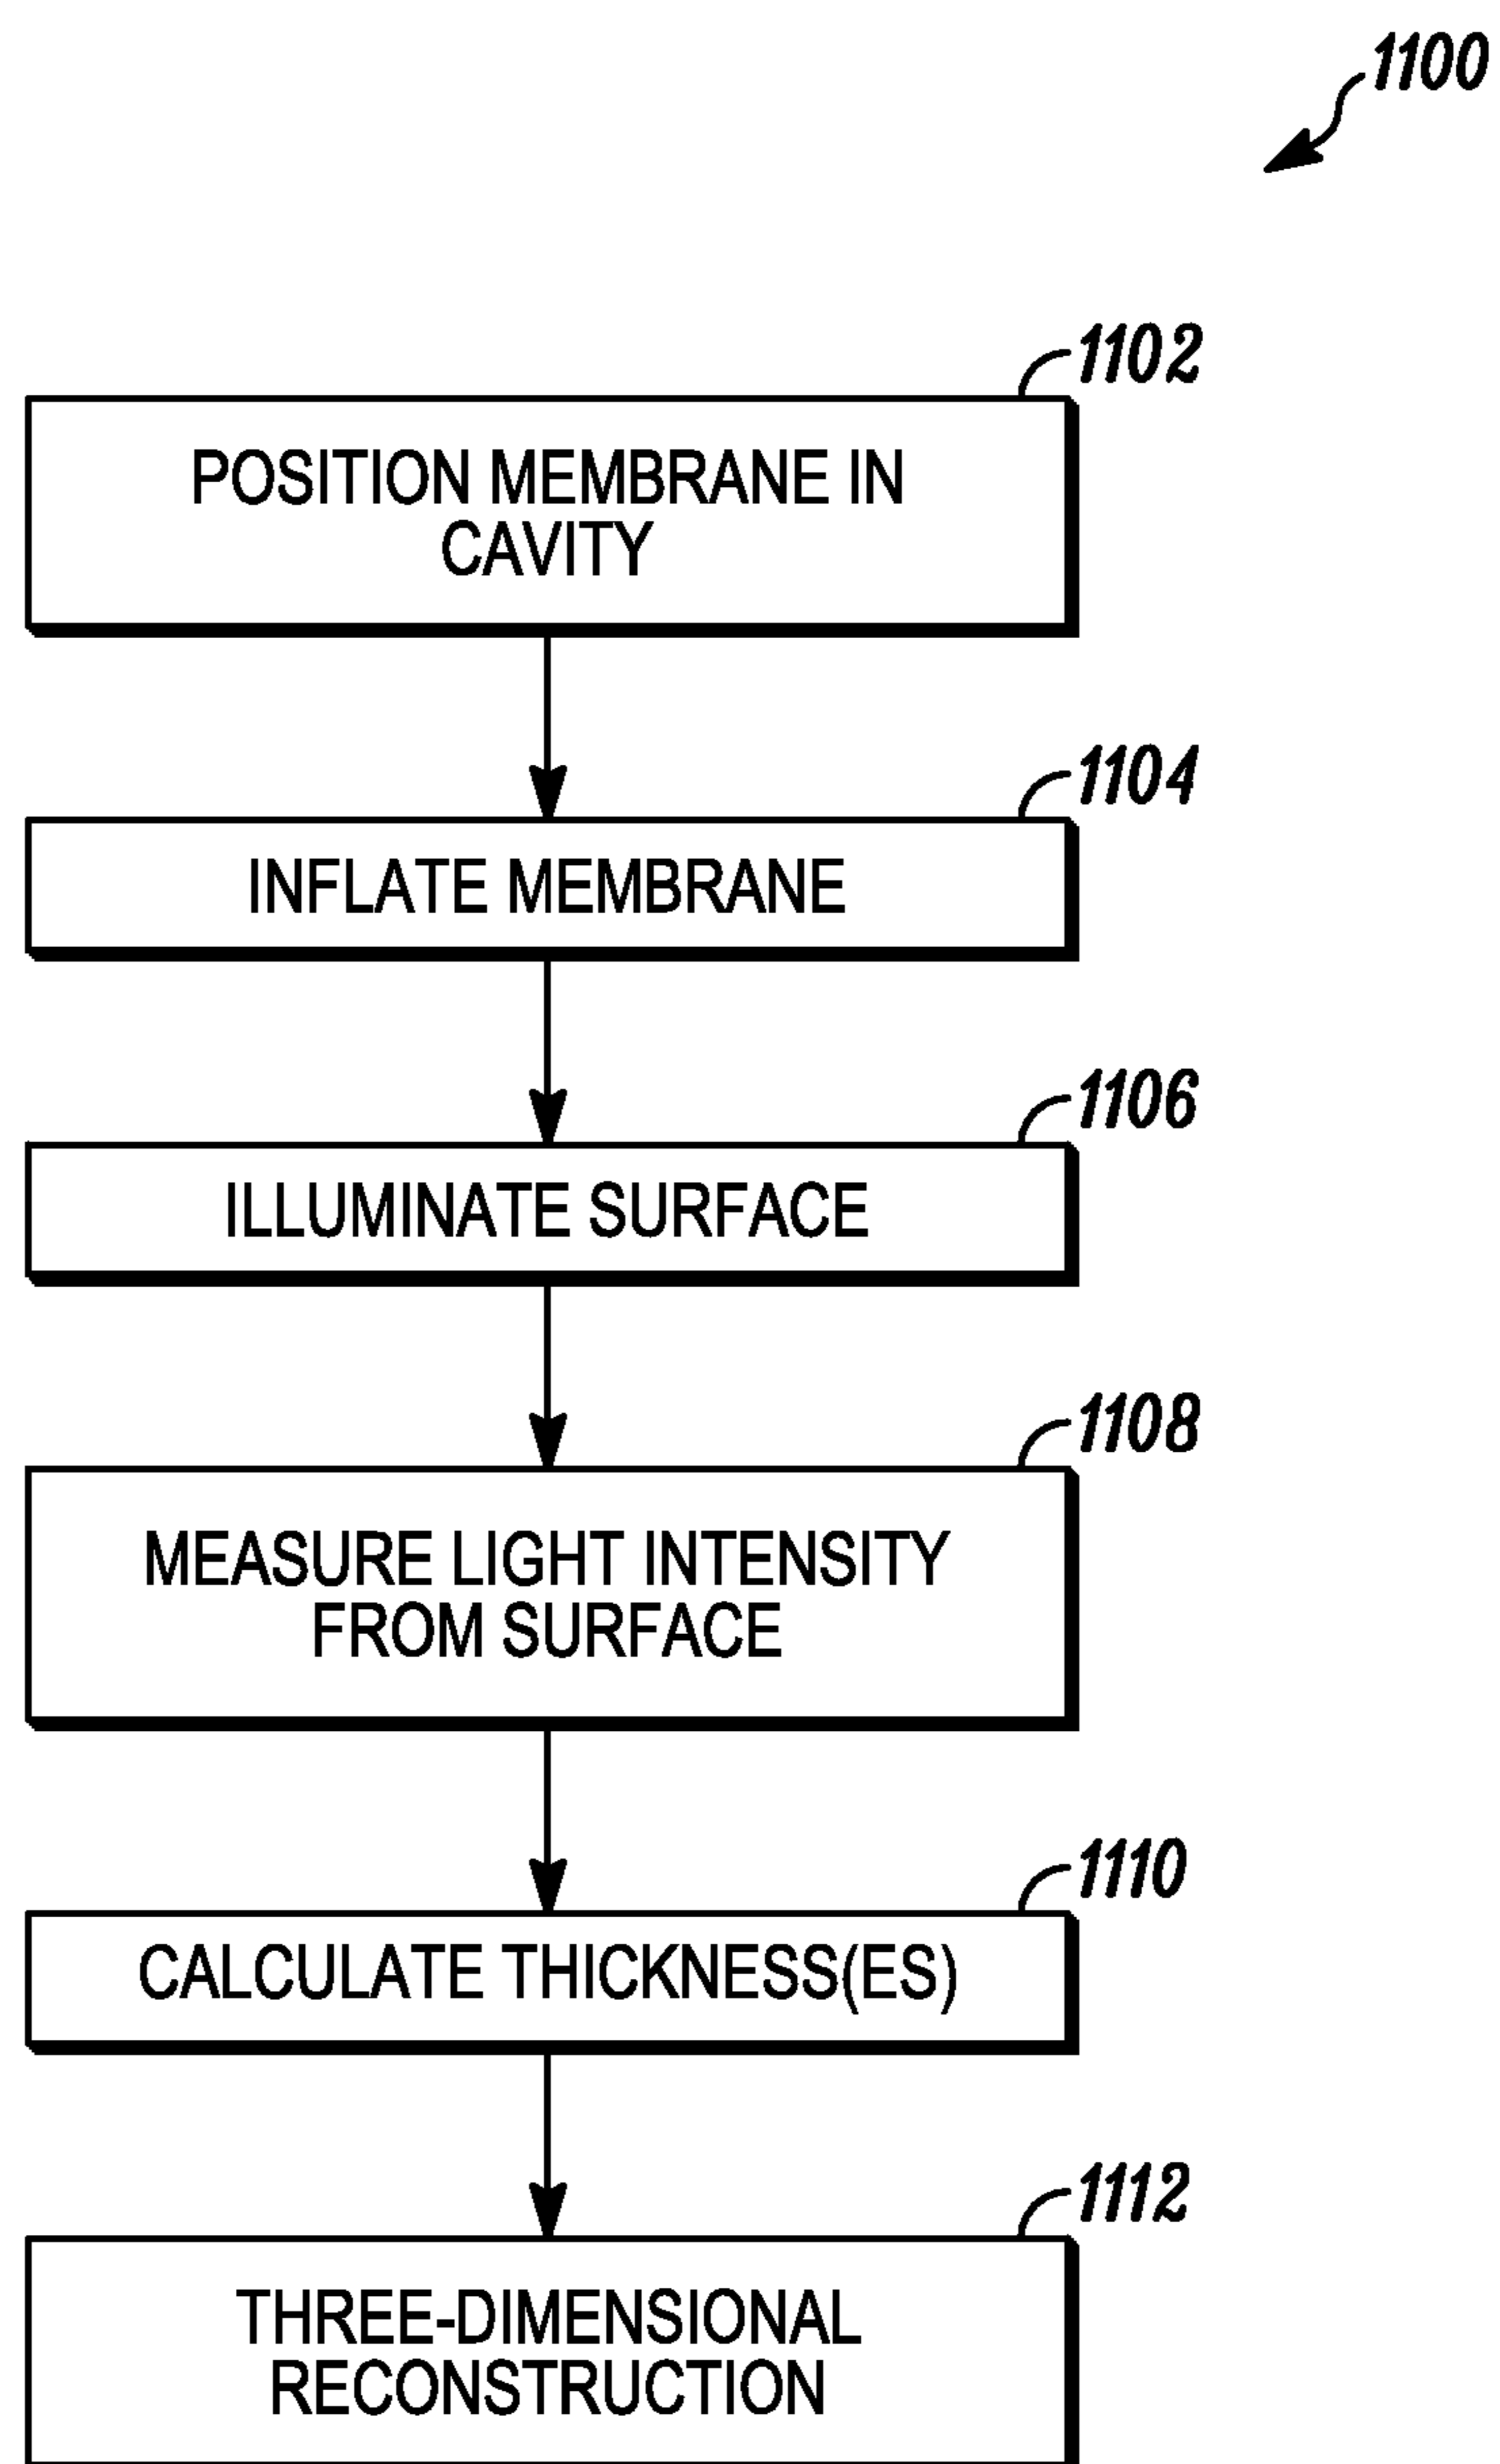 1100
1102
POSITION MEMBRANE IN
CAVITY
1104
INFLATE MEMBRANE
1106
ILLUMINATE SURFACE
1108
MEASURE LIGHT INTENSITY
FROM SURFACE
1110
CALCULATE THICKNESS(ES)
1112
THREE-DIMENSIONAL
RECONSTRUCTION